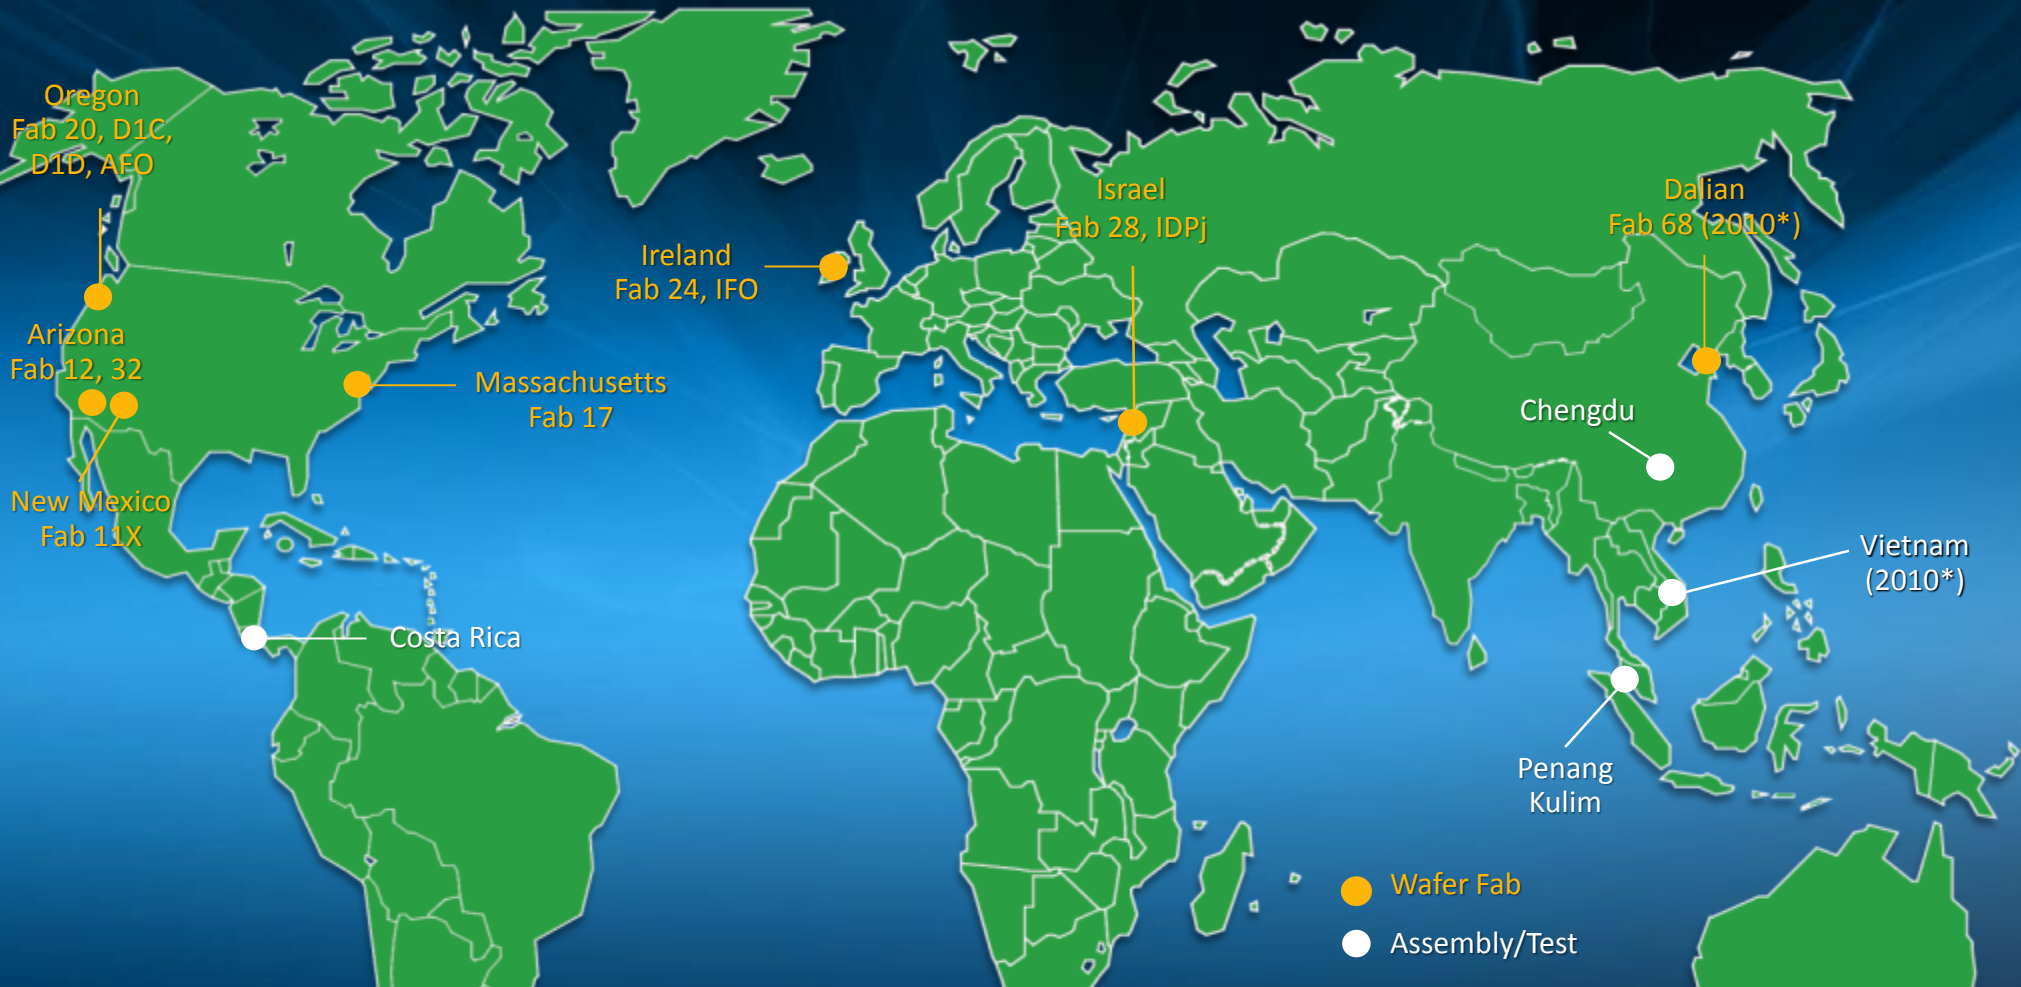 Oregon
Fab 20, D1C,
D1D, AFO
Arizona
Fab 12, 32
New Mexico
Fab 11X
Massachusetts
Fab 17
Costa Rica
Ireland
Fab 24, IFO
Israel
Fab 28, IDPj
Dalian
Fab 68 (2010*)
Chengdu
Vietnam
(2010*)
Penang
Kulim
Wafer Fab
Assembly/Test